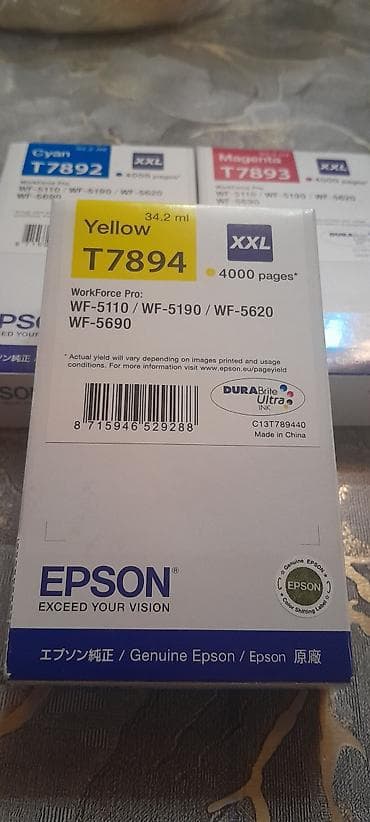 Cyan
34.2 ml
T7892
XXL
4000 pages*
WorkForce Pro:
WF-5110 / WF-5190 / WF-5620
WF-5690
Magenta
T7893
XXL
4000 pages*
WF-5110 / WF-5190 / WF-5620
WF-5690
DURA
34.2 ml
Yellow
T7894
XXL
4000 pages*
WorkForce Pro:
WF-5110 / WF-5190 / WF-5620
WF-5690
* Actual yield will vary depending on images printed and usage
conditions. For more information visit www.epson.eu/pageyield
DURABrite
Ultra
INK
8 715946 529288
C13T789440
Made in China
EPSON®
EXCEED YOUR VISION
Genuine EPSON
EPSON
Color Shifting Label
エプソン純正 / Genuine Epson / Epson 原廠